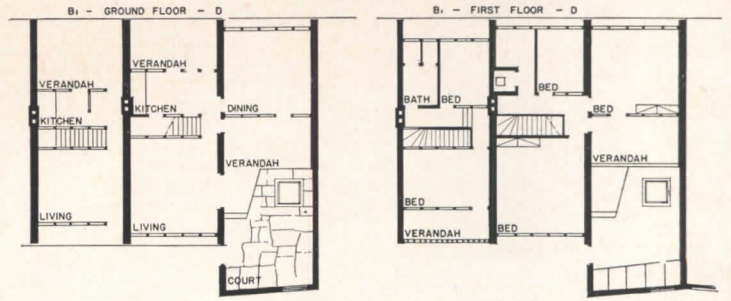 B1 - GROUND FLOOR - D
VERANDAH
VERANDAH
KITCHEN
DINING
KITCHEN
VERANDAH
LIVING
LIVING
COURT
B1 - FIRST FLOOR - D
BED
BATH
BED
BED
VERANDAH
BED
BED
VERANDAH